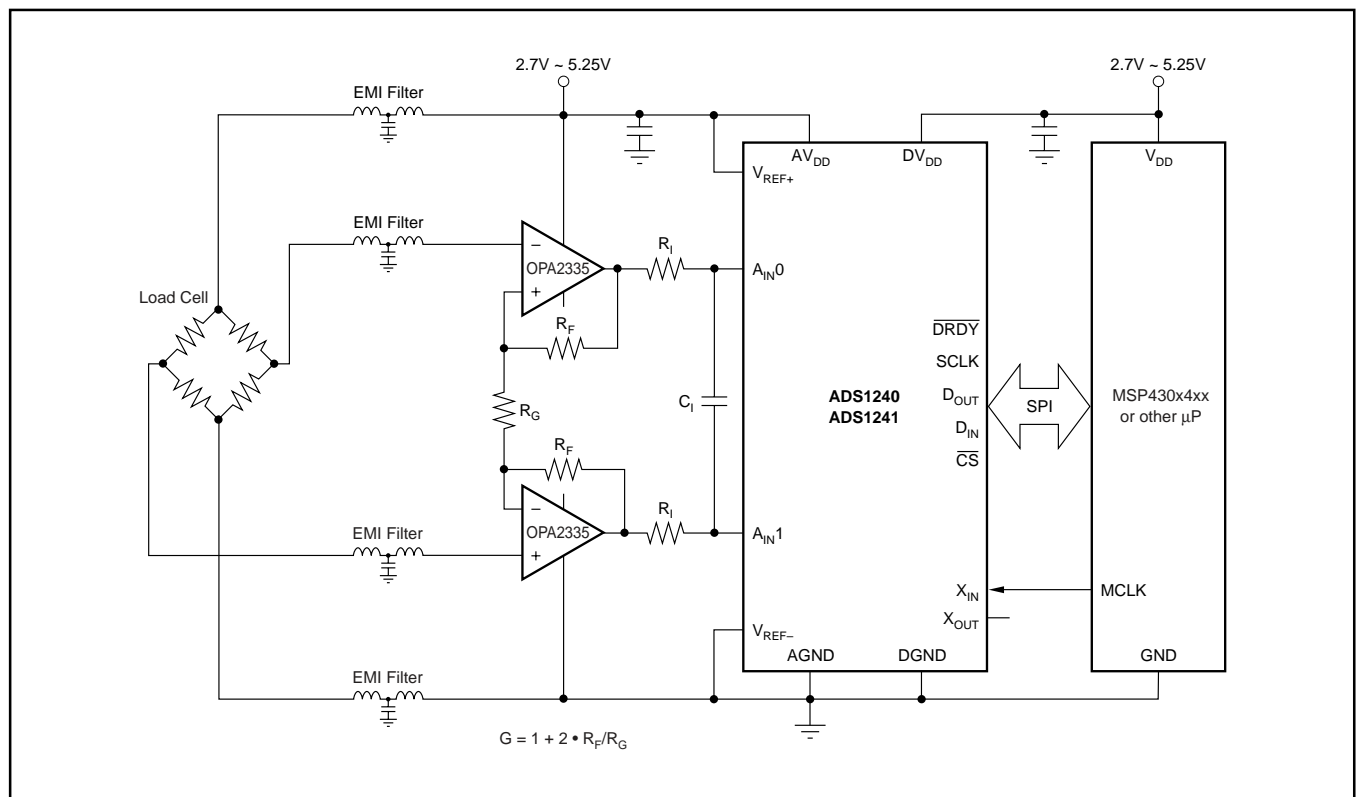 2.7V ~ 5.25V
2.7V ~ 5.25V
EMI Filter
AV_DD
DV_DD
V_DD
V_REF+
EMI Filter
R_I
−
OPA2335
+
A_IN0
Load Cell
R_F
DRDY
SCLK
R_G
C_I
ADS1240
ADS1241
D_OUT
SPI
MSP430x4xx
or other µP
D_IN
CS
R_F
R_I
−
OPA2335
+
A_IN1
EMI Filter
X_IN
MCLK
X_OUT
V_REF−
AGND
DGND
GND
EMI Filter
G = 1 + 2 • R_F/R_G